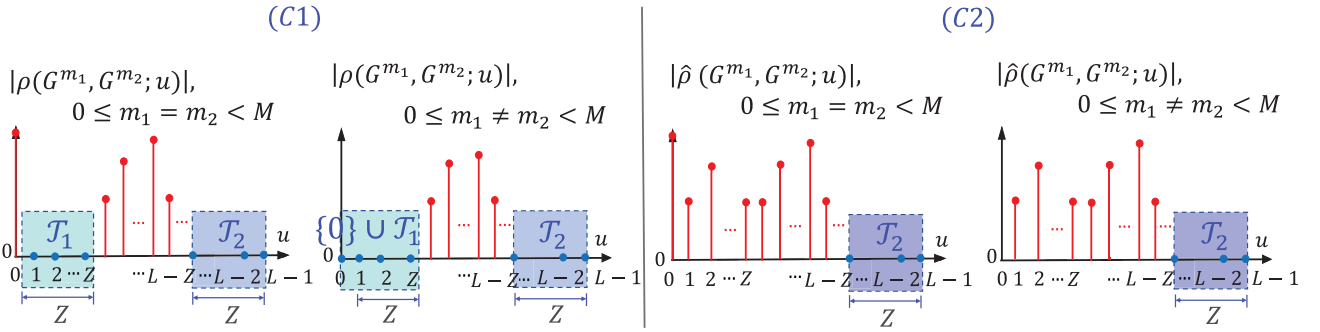 (C1)
(C2)
|ρ(G^{m_1}, G^{m_2}; u)|,
0 ≤ m_1 = m_2 < M
|ρ(G^{m_1}, G^{m_2}; u)|,
0 ≤ m_1 ≠ m_2 < M
|ρ̂ (G^{m_1}, G^{m_2}; u)|,
0 ≤ m_1 = m_2 < M
|ρ̂(G^{m_1}, G^{m_2}; u)|,
0 ≤ m_1 ≠ m_2 < M
𝒯_1 ... ... 𝒯_2 u
0
0 1 2 ··· Z ··· L − Z ··· L − 2 L − 1
Z Z
{0} ∪ 𝒯_1 ... ... 𝒯_2 u
0
0 1 2 Z ··· L − Z ··· L − 2 L − 1
Z Z
... ... ... 𝒯_2 u
0
0 1 2 ··· Z ··· L − Z ··· L − 2 L − 1
Z
... ... ... 𝒯_2 u
0 1 2 ··· Z ··· L − Z ··· L − 2 L − 1
Z